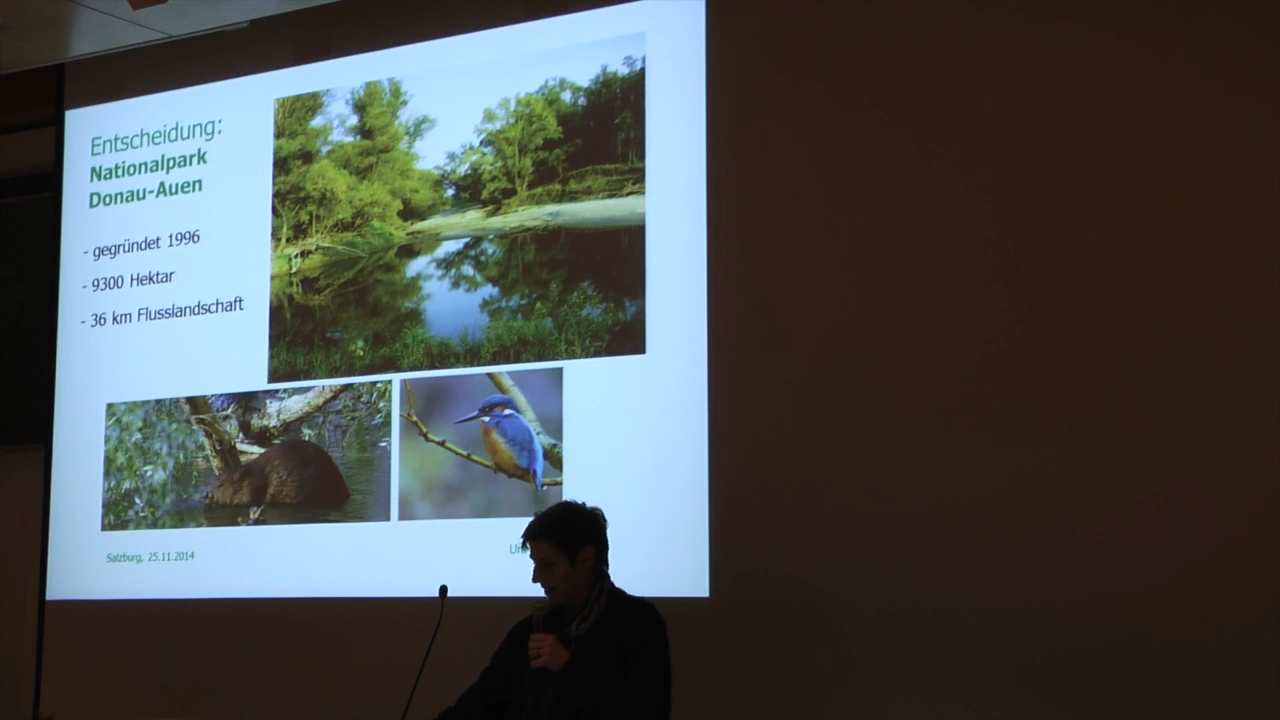 Entscheidung:
Nationalpark
Donau-Auen
- gegründet 1996
- 9300 Hektar
- 36 km Flusslandschaft
Salzburg, 25.11.2014